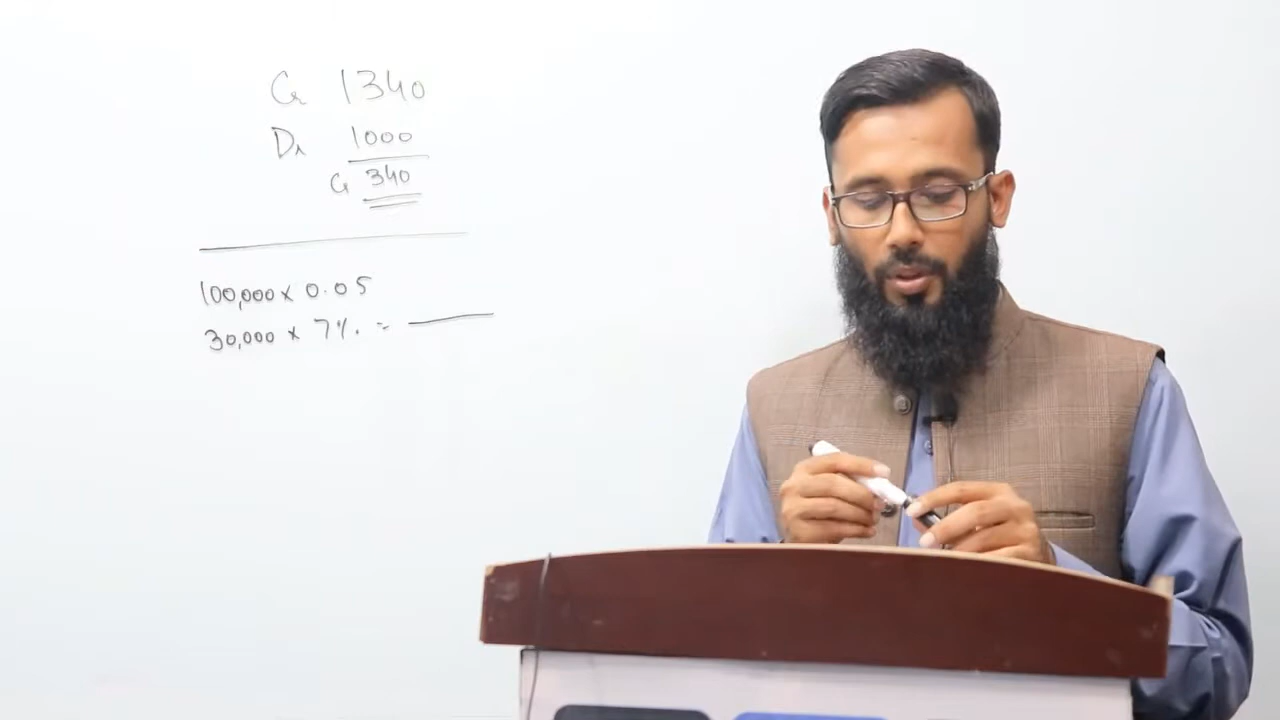 Cr 1340
Dr 1000
Cr 340
100,000 × 0.05
30,000 × 7% =